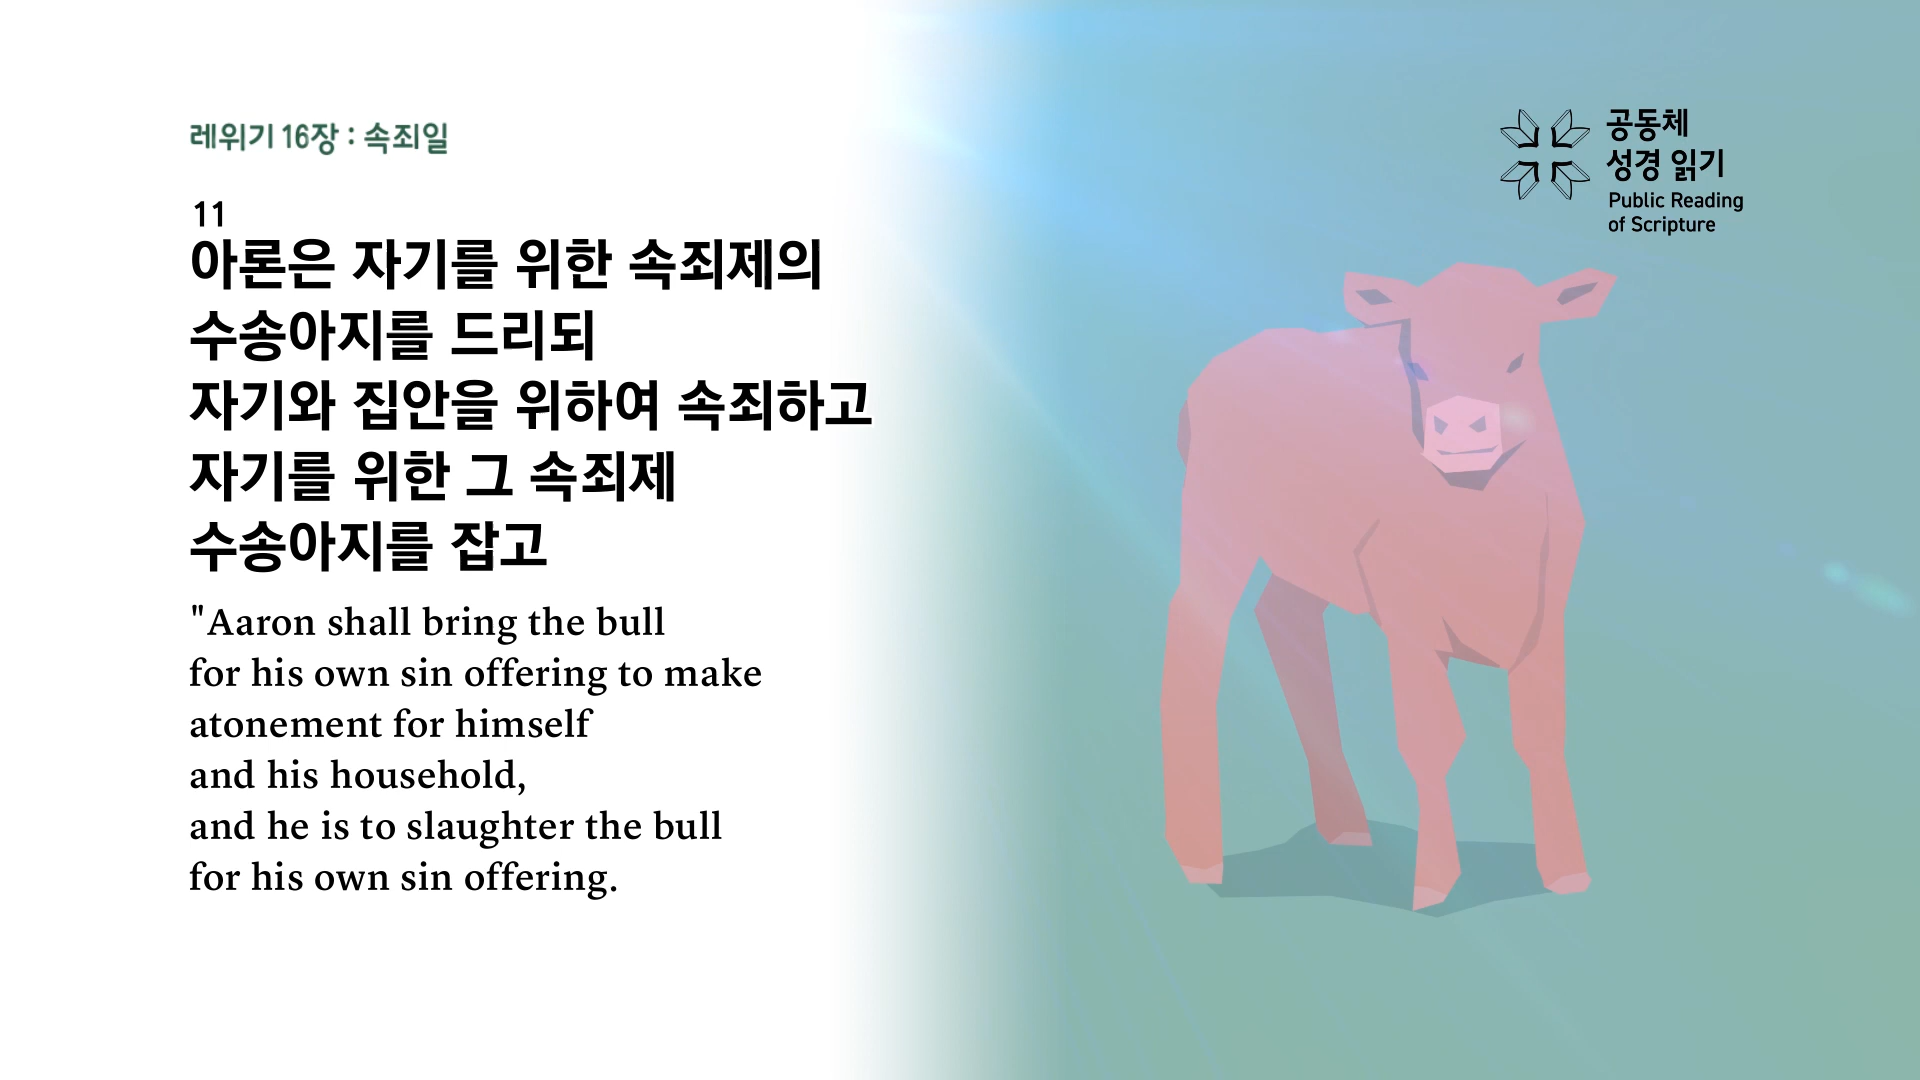 레위기 16장 : 속죄일
11
아론은 자기를 위한 속죄제의
수송아지를 드리되
자기와 집안을 위하여 속죄하고
자기를 위한 그 속죄제
수송아지를 잡고
"Aaron shall bring the bull
for his own sin offering to make
atonement for himself
and his household,
and he is to slaughter the bull
for his own sin offering.
공동체
성경 읽기
Public Reading
of Scripture